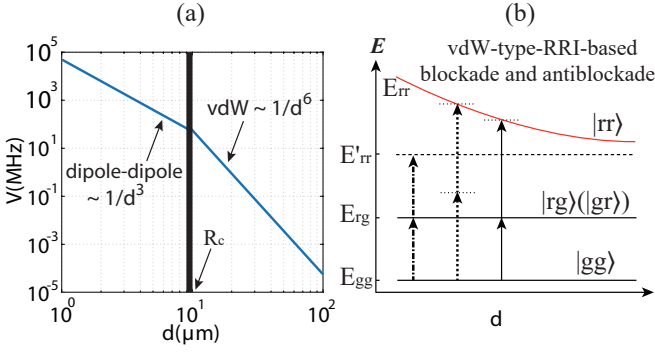 (a)
10^5
10^3
10^1
10^-1
10^-3
10^-5
V(MHz)
vdW ~ 1/d^6
dipole-dipole
~ 1/d^3
R_c
10^0
10^1
10^2
d(μm)
(b)
E
vdW-type-RRI-based
blockade and antiblockade
E_rr
|rr⟩
E'_rr
|rg⟩(|gr⟩)
E_rg
|gg⟩
E_gg
d